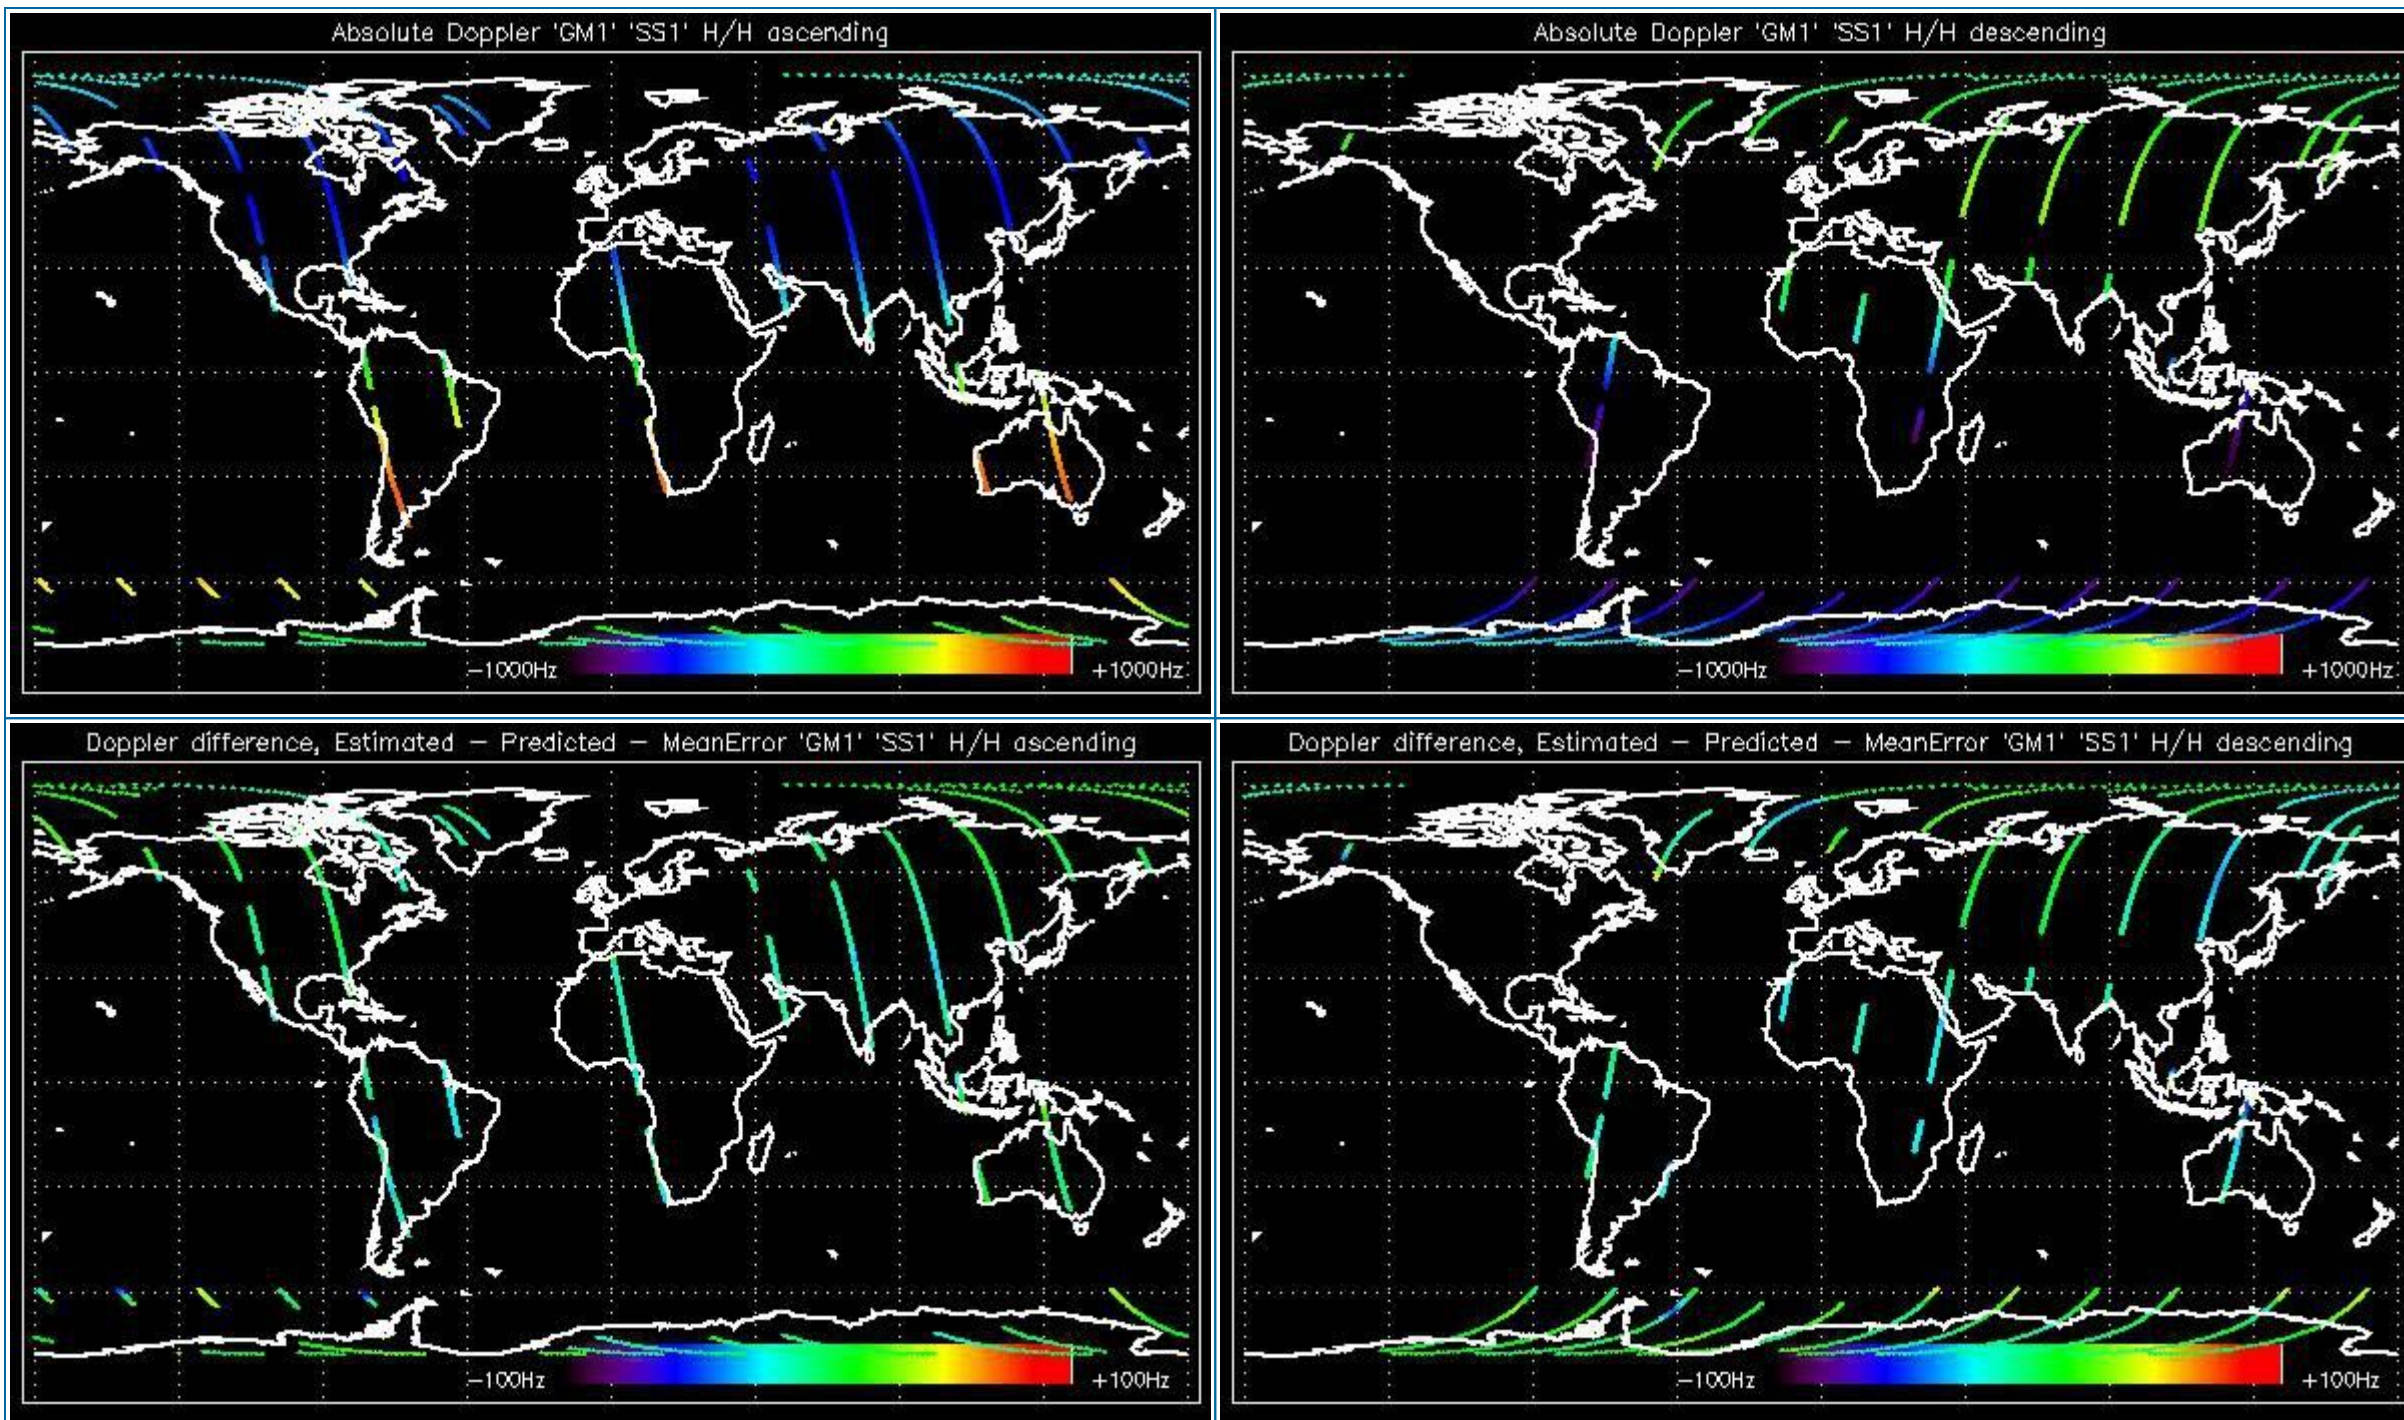 Absolute Doppler 'GM1' 'SS1' H/H ascending
-1000Hz
+1000Hz
Absolute Doppler 'GM1' 'SS1' H/H descending
-1000Hz
+1000Hz
Doppler difference, Estimated - Predicted - MeanError 'GM1' 'SS1' H/H ascending
-100Hz
+100Hz
Doppler difference, Estimated - Predicted - MeanError 'GM1' 'SS1' H/H descending
-100Hz
+100Hz